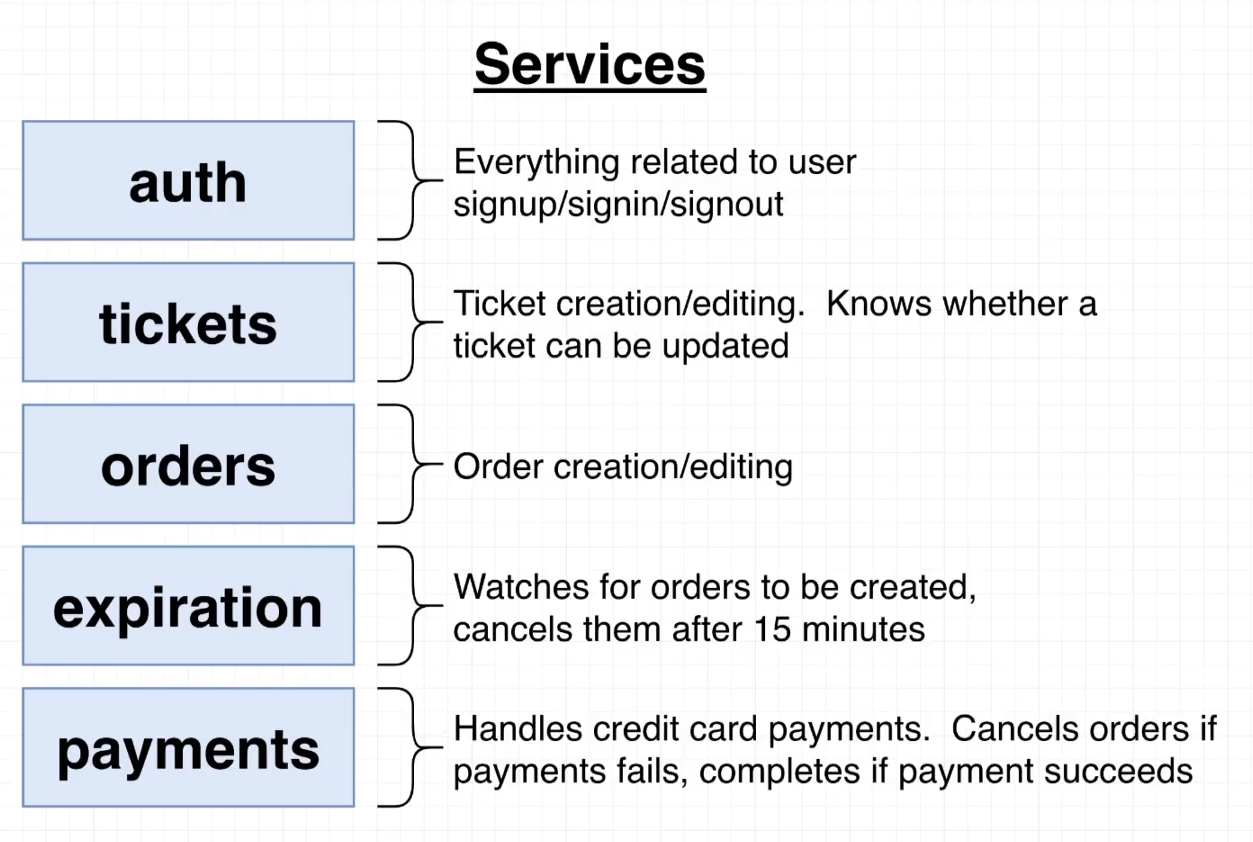 Services
auth
Everything related to user
signup/signin/signout
tickets
Ticket creation/editing.  Knows whether a
ticket can be updated
orders
Order creation/editing
expiration
Watches for orders to be created,
cancels them after 15 minutes
payments
Handles credit card payments.  Cancels orders if
payments fails, completes if payment succeeds